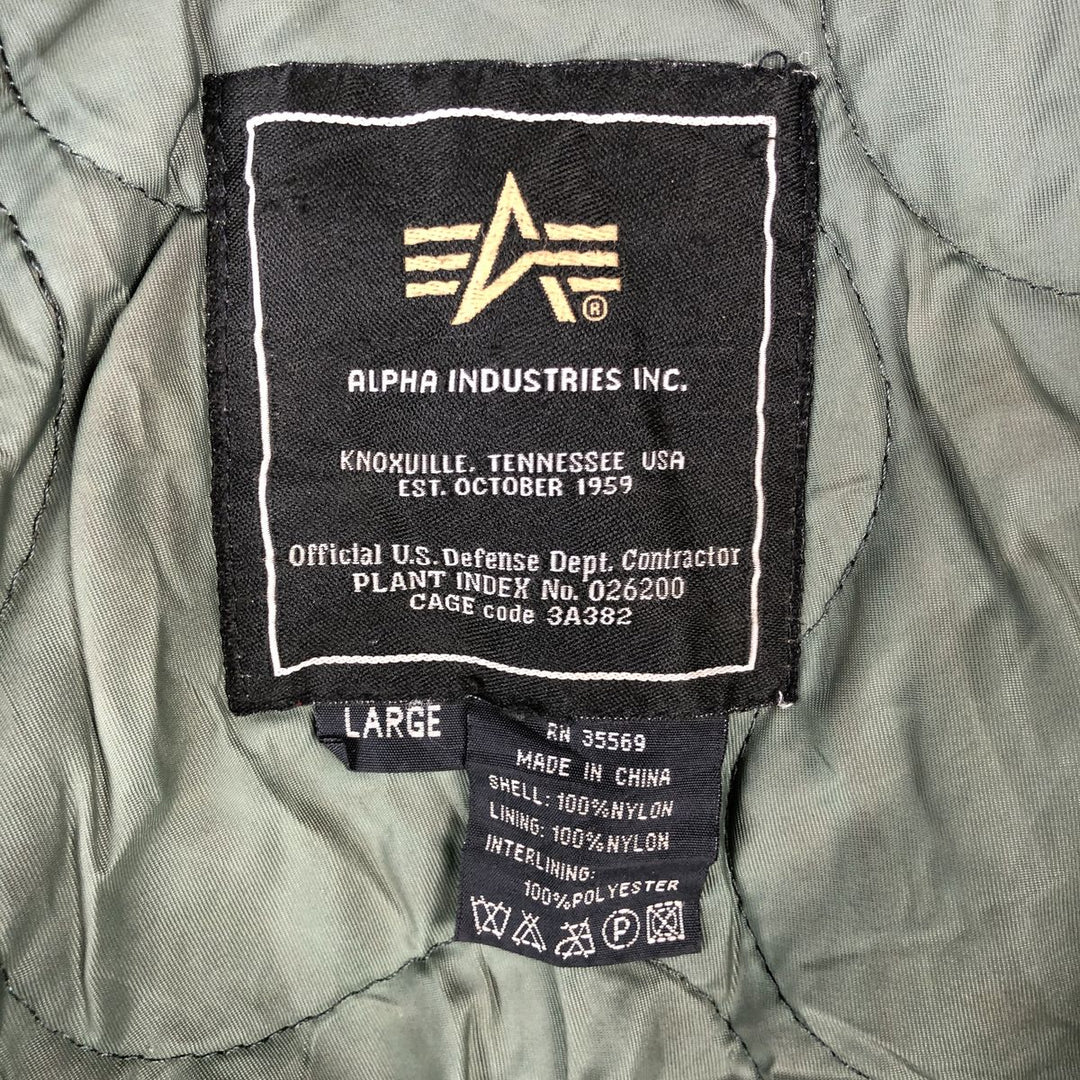 ®
ALPHA INDUSTRIES INC.
KNOXVILLE, TENNESSEE USA
EST. OCTOBER 1959
Official U.S. Defense Dept. Contractor
PLANT INDEX No. 026200
CAGE code 3A382
LARGE
RN 35569
MADE IN CHINA
SHELL: 100%NYLON
LINING: 100%NYLON
INTERLINING:
100%POLYESTER
P